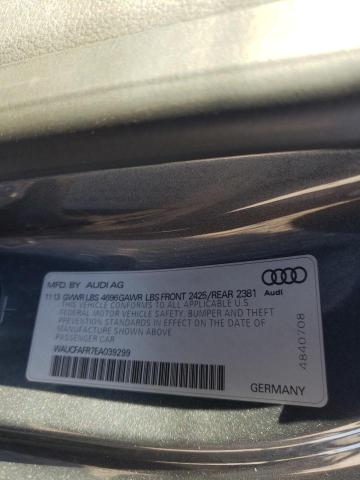 MFD. BY AUDI AG
11-13 GVWR LBS 4696 GAWR LBS FRONT 2425/REAR 2381
THIS VEHICLE CONFORMS TO ALL APPLICABLE U.S.
FEDERAL MOTOR VEHICLE SAFETY, BUMPER AND THEFT
PREVENTION STANDARDS IN EFFECT ON THE DATE OF
MANUFACTURE SHOWN ABOVE
PASSENGER CAR
WAUCFAFR7EA039299
GERMANY
Audi
4840708